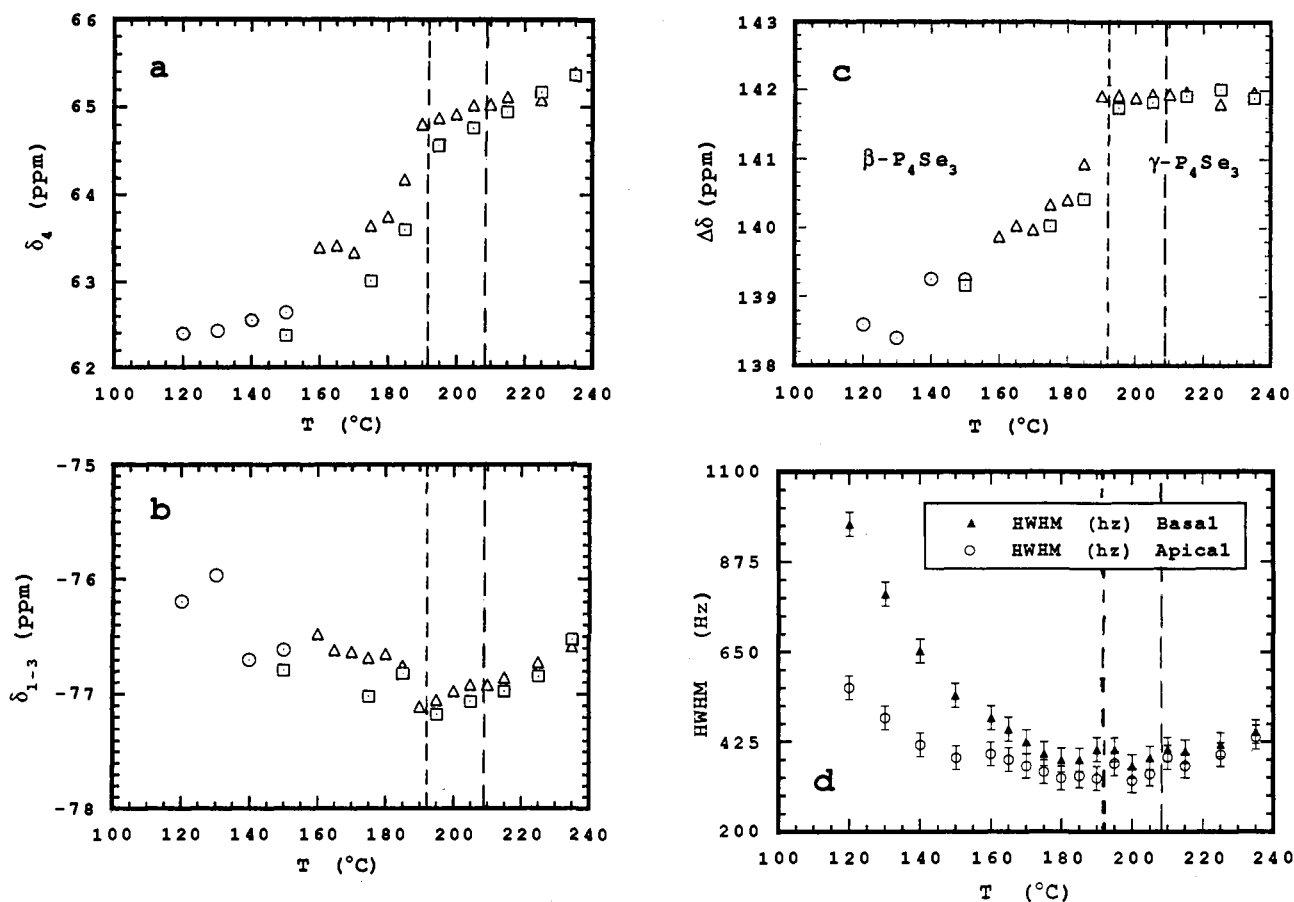 66
65
64
63
62
δ4 (ppm)
a
100 120 140 160 180 200 220 240
T (°C)
143
142
141
140
139
138
Δδ (ppm)
c
β-P4Se3
γ-P4Se3
100 120 140 160 180 200 220 240
T (°C)
-75
-76
-77
-78
δ1-3 (ppm)
b
100 120 140 160 180 200 220 240
T (°C)
1100
875
650
425
200
HWHM (Hz)
HWHM (hz) Basal
HWHM (hz) Apical
d
100 120 140 160 180 200 220 240
T (°C)